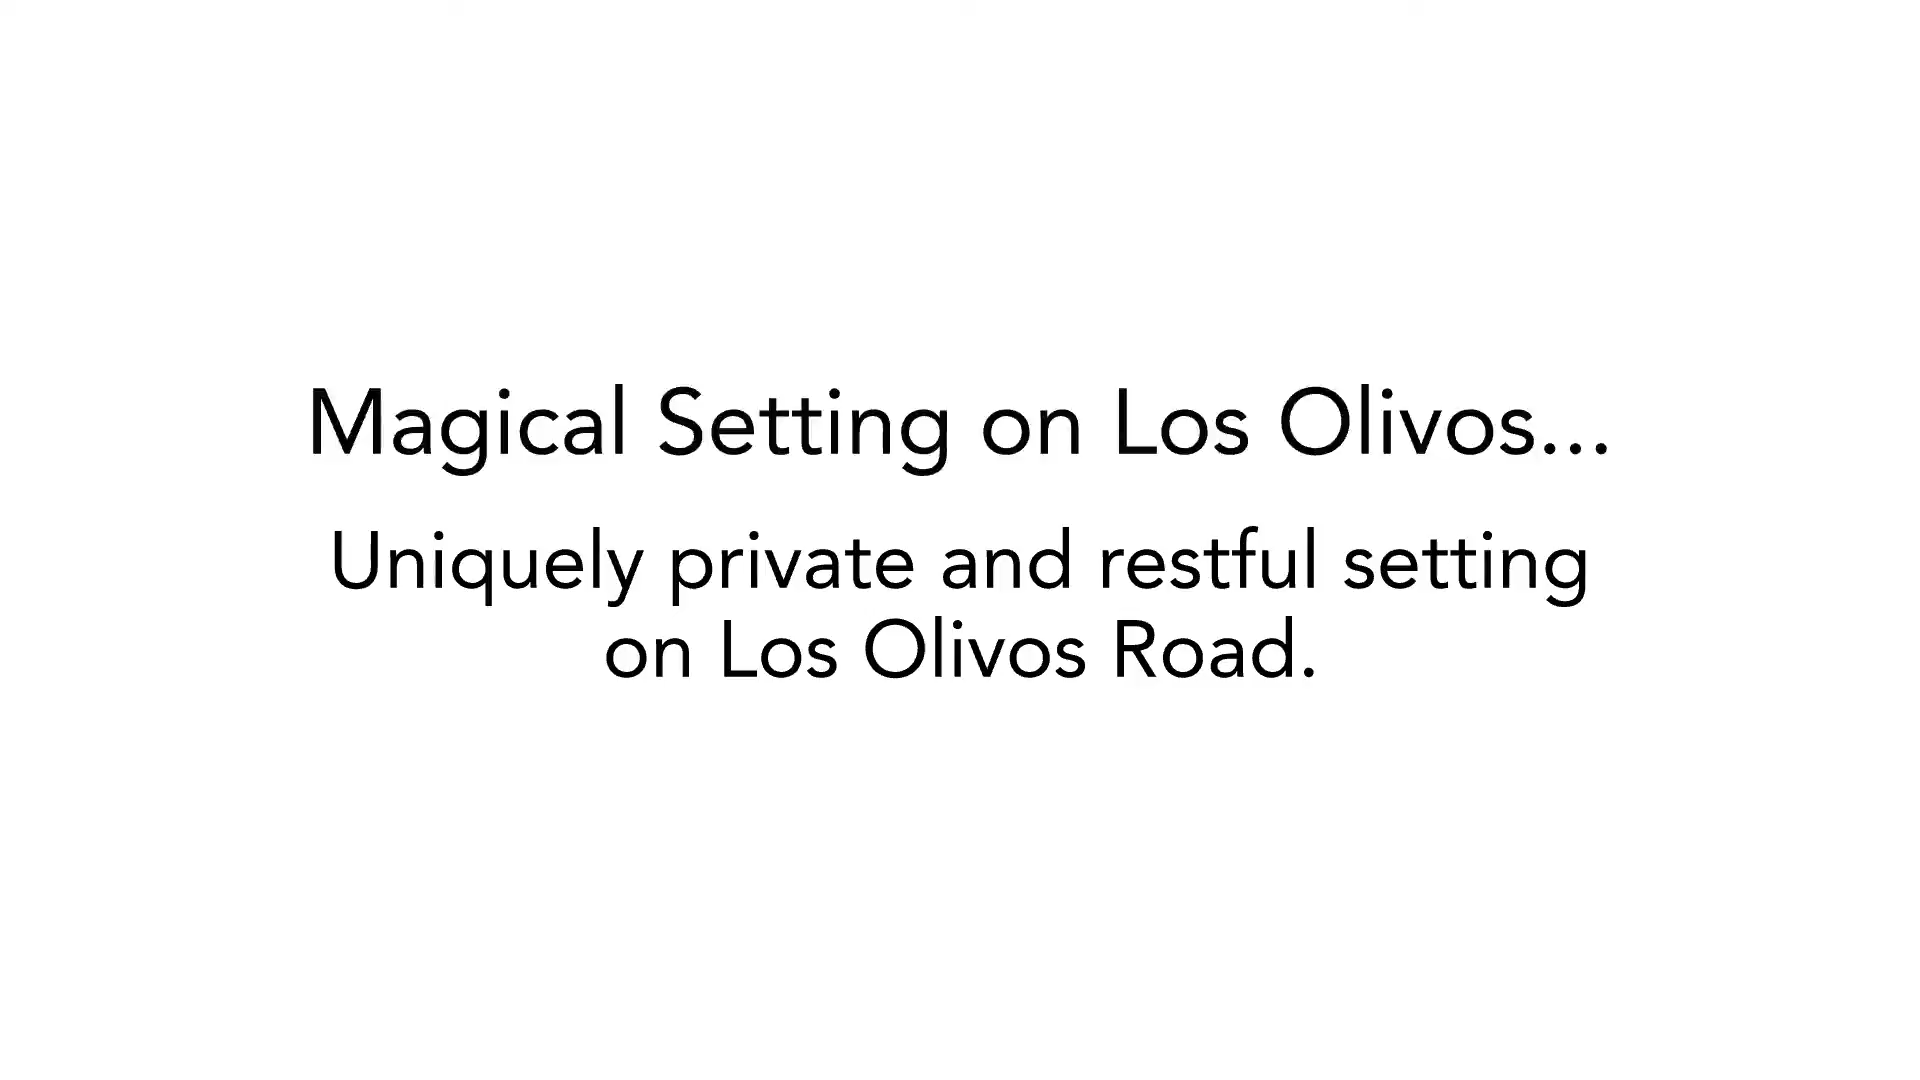 Magical Setting on Los Olivos...
Uniquely private and restful setting
on Los Olivos Road.